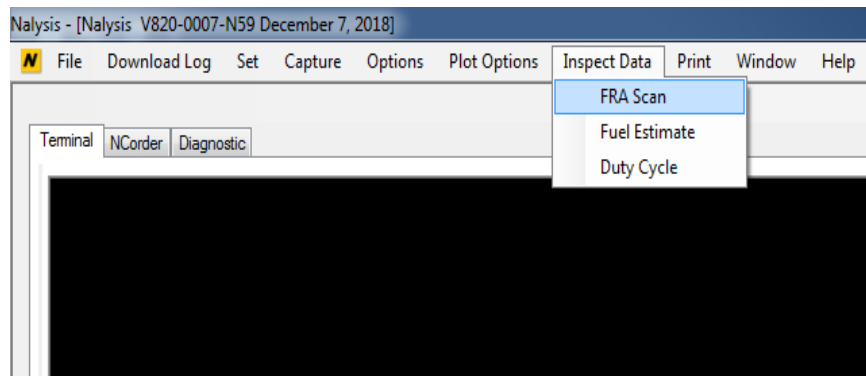 Nalysis - [Nalysis V820-0007-N59 December 7, 2018]
N File Download Log Set Capture Options Plot Options Inspect Data Print Window Help
FRA Scan
Fuel Estimate
Duty Cycle
Terminal NCorder Diagnostic